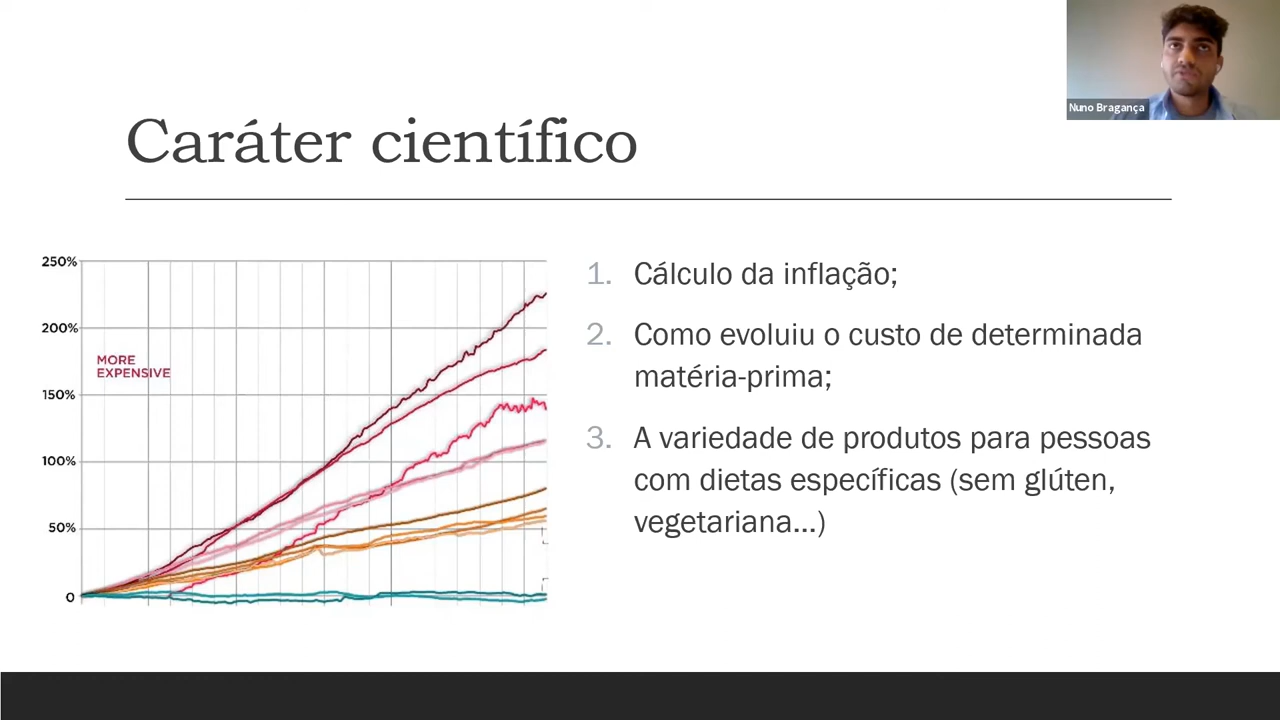 Nuno Bragança
Caráter científico
250%
200%
MORE
EXPENSIVE
150%
100%
50%
0
1. Cálculo da inflação;
2. Como evoluiu o custo de determinada
matéria-prima;
3. A variedade de produtos para pessoas
com dietas específicas (sem glúten,
vegetariana...)